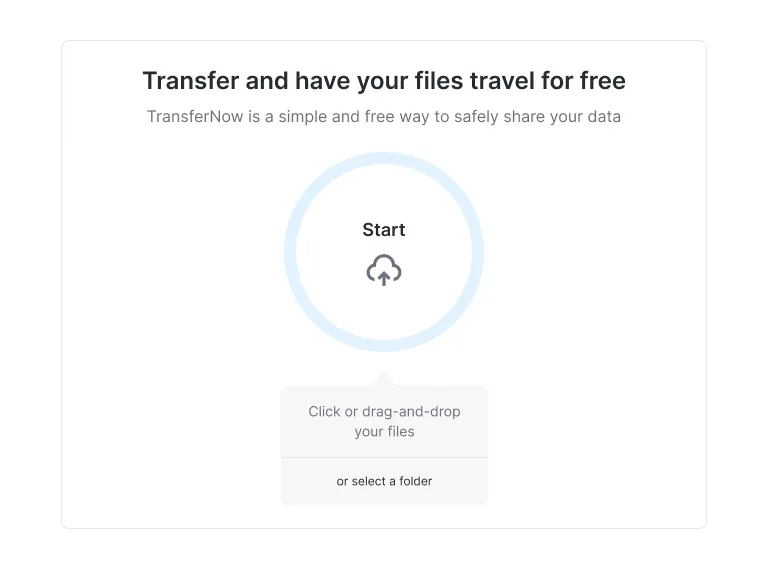 Transfer and have your files travel for free
TransferNow is a simple and free way to safely share your data
Start
Click or drag-and-drop
your files
or select a folder